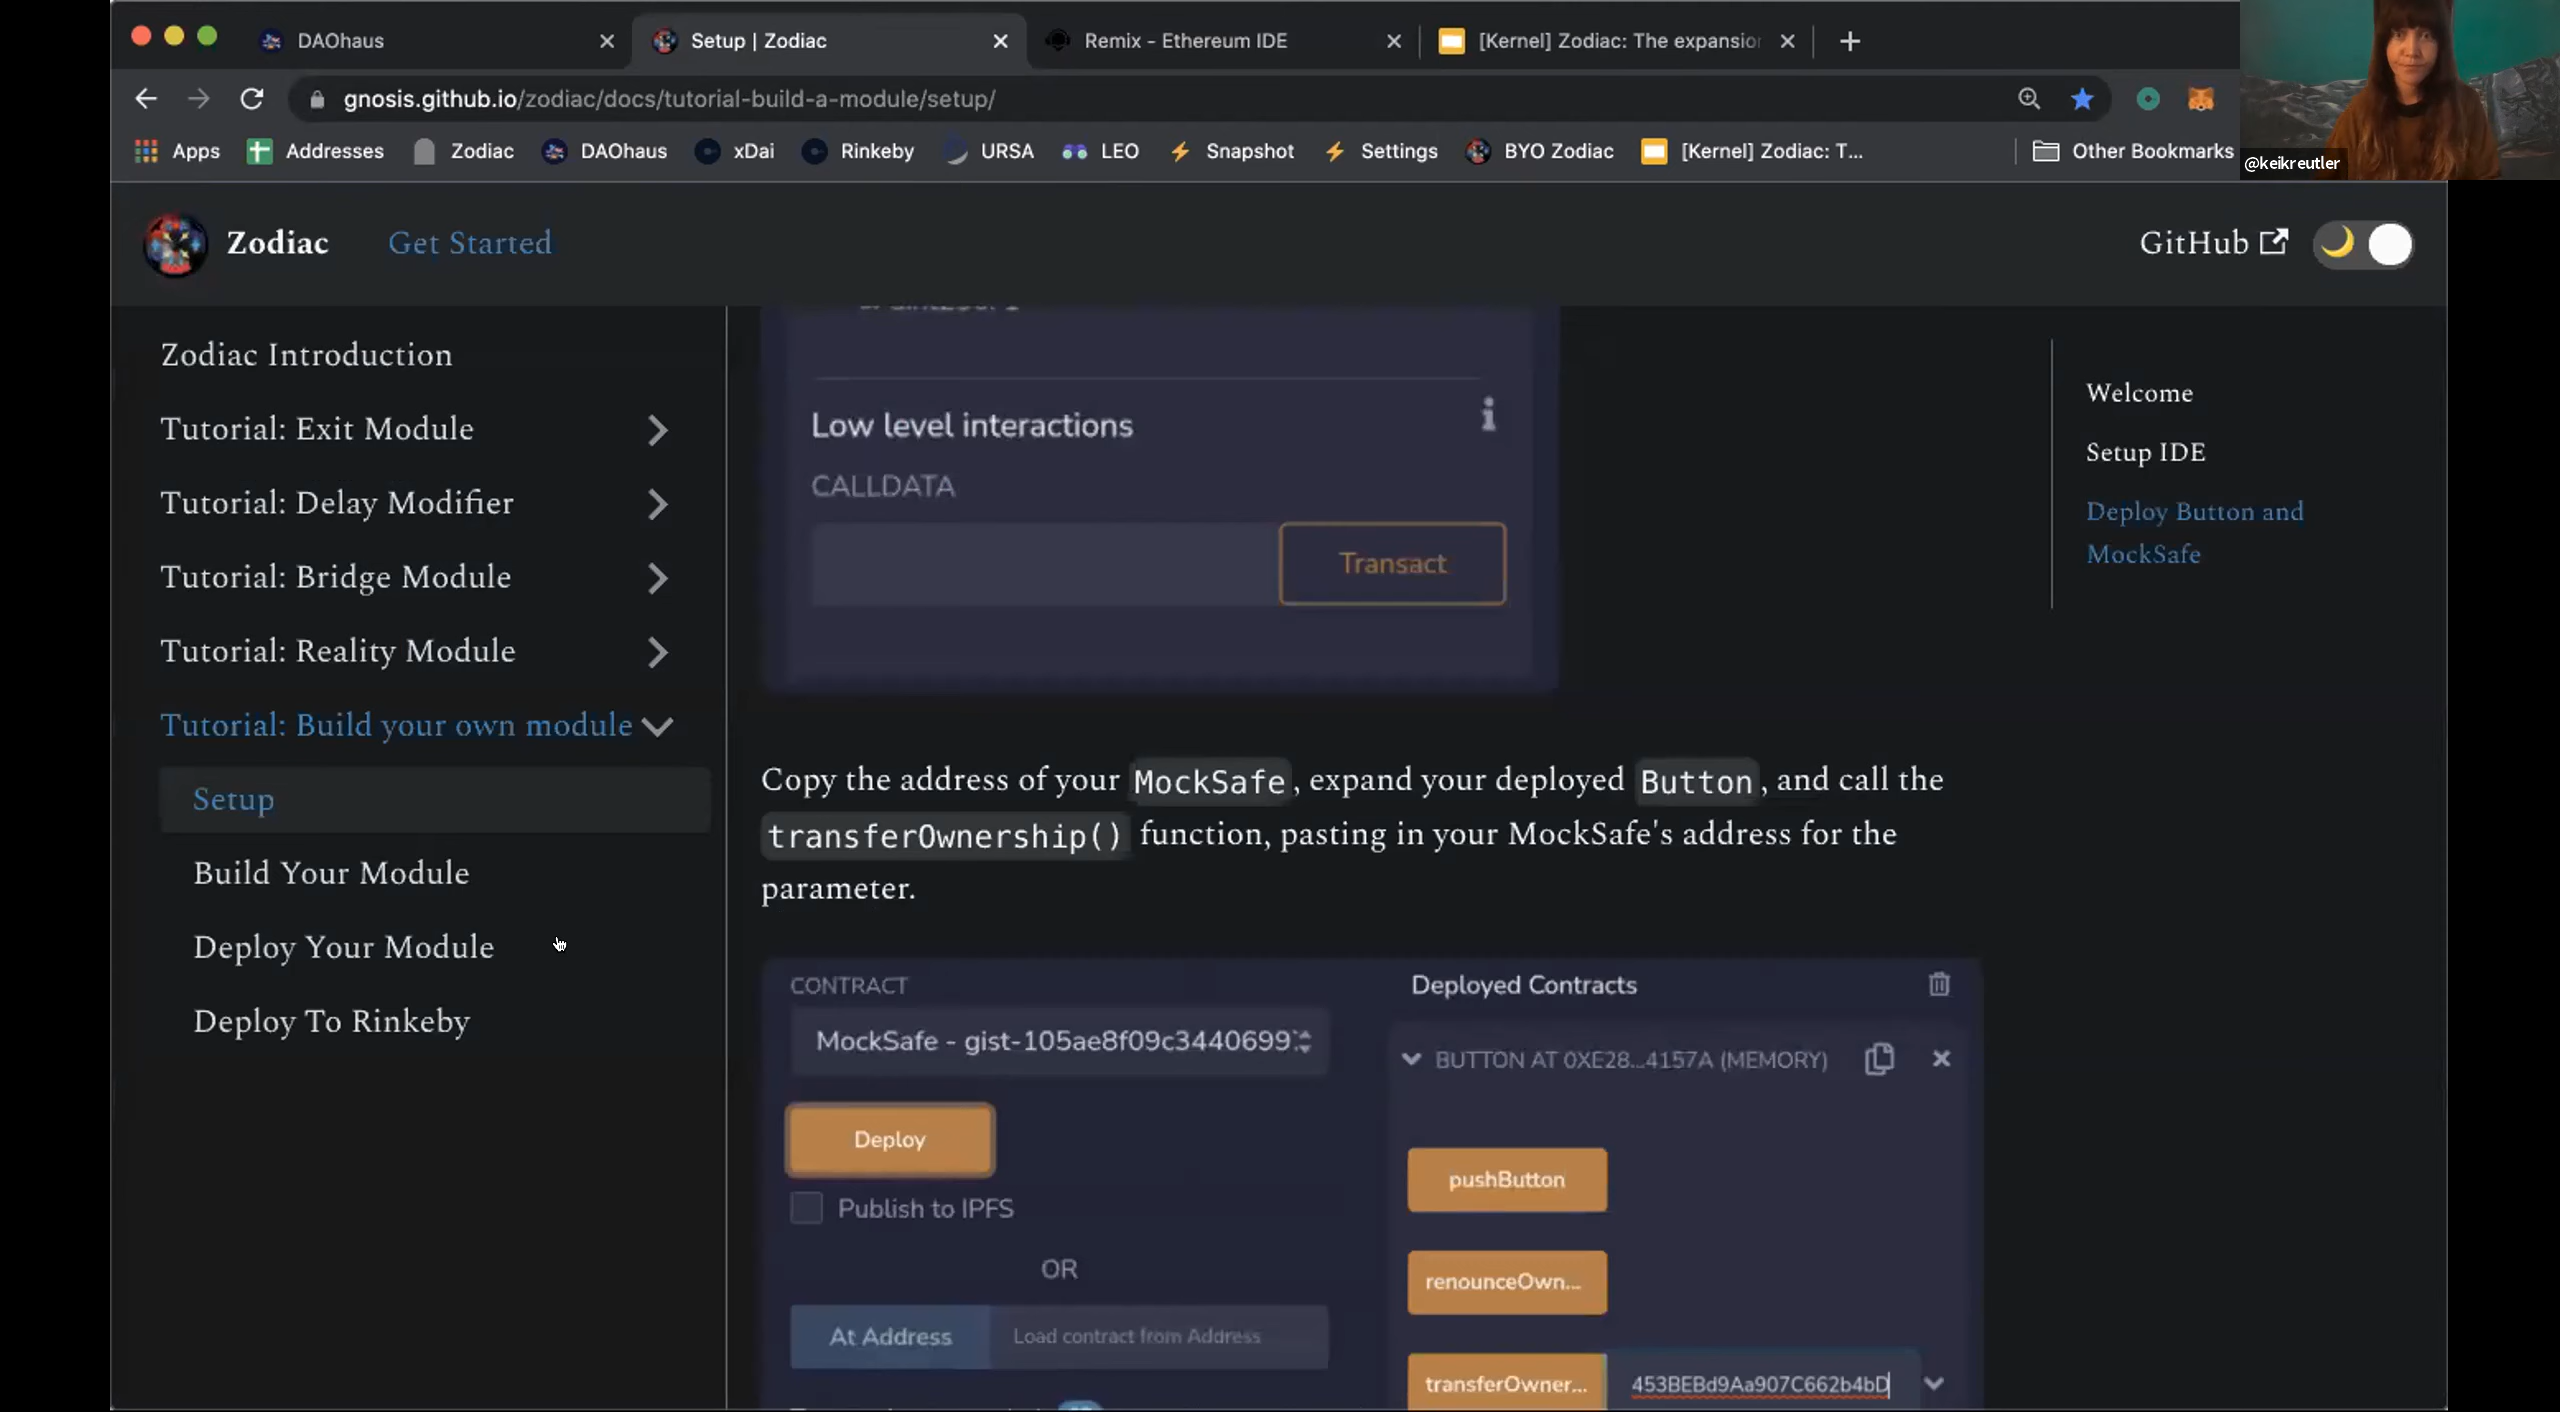 DAOhaus
Setup | Zodiac
Remix - Ethereum IDE
[Kernel] Zodiac: The expansion
gnosis.github.io/zodiac/docs/tutorial-build-a-module/setup/
Apps
Addresses
Zodiac
DAOhaus
xDai
Rinkeby
URSA
LEO
Snapshot
Settings
BYO Zodiac
[Kernel] Zodiac: T...
Other Bookmarks
@keikreutler
Zodiac
Get Started
GitHub
Zodiac Introduction
Tutorial: Exit Module
Tutorial: Delay Modifier
Tutorial: Bridge Module
Tutorial: Reality Module
Tutorial: Build your own module
Setup
Build Your Module
Deploy Your Module
Deploy To Rinkeby
Low level interactions
i
CALLDATA
Transact
Copy the address of your MockSafe, expand your deployed Button, and call the
transferOwnership() function, pasting in your MockSafe's address for the
parameter.
CONTRACT
MockSafe - gist-105ae8f09c3440699
Deploy
Publish to IPFS
OR
At Address
Load contract from Address
Deployed Contracts
BUTTON AT 0XE28...4157A (MEMORY)
pushButton
renounceOwn...
transferOwner...
453BEBd9Aa907C662b4bD
Welcome
Setup IDE
Deploy Button and
MockSafe